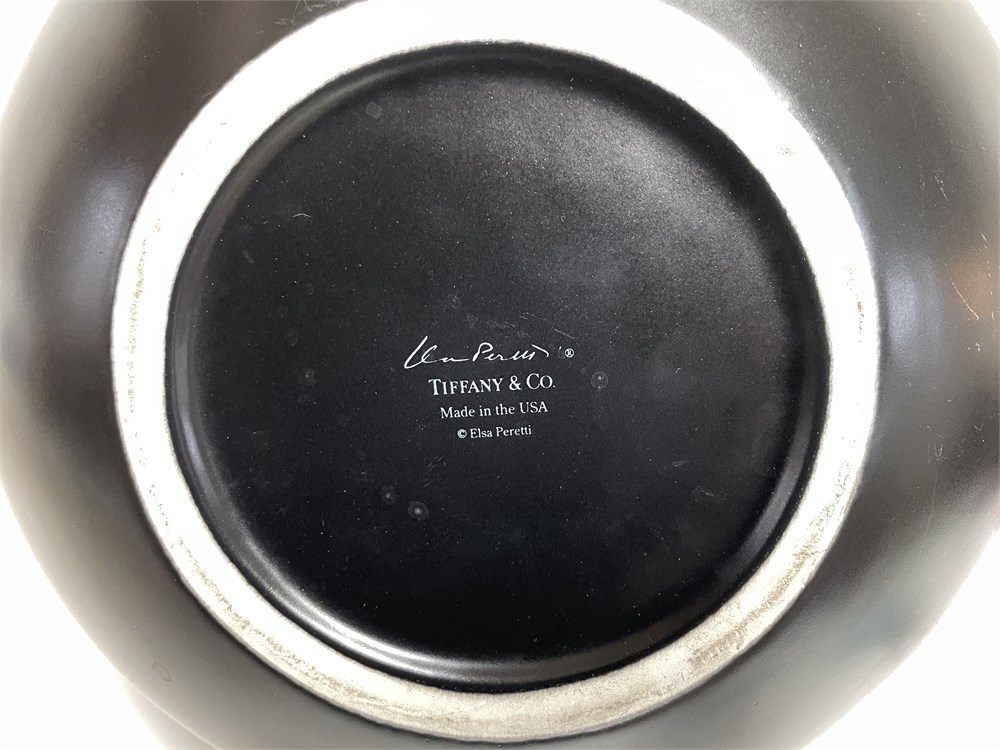 Elsa Peretti ®
TIFFANY & CO.
Made in the USA
© Elsa Peretti